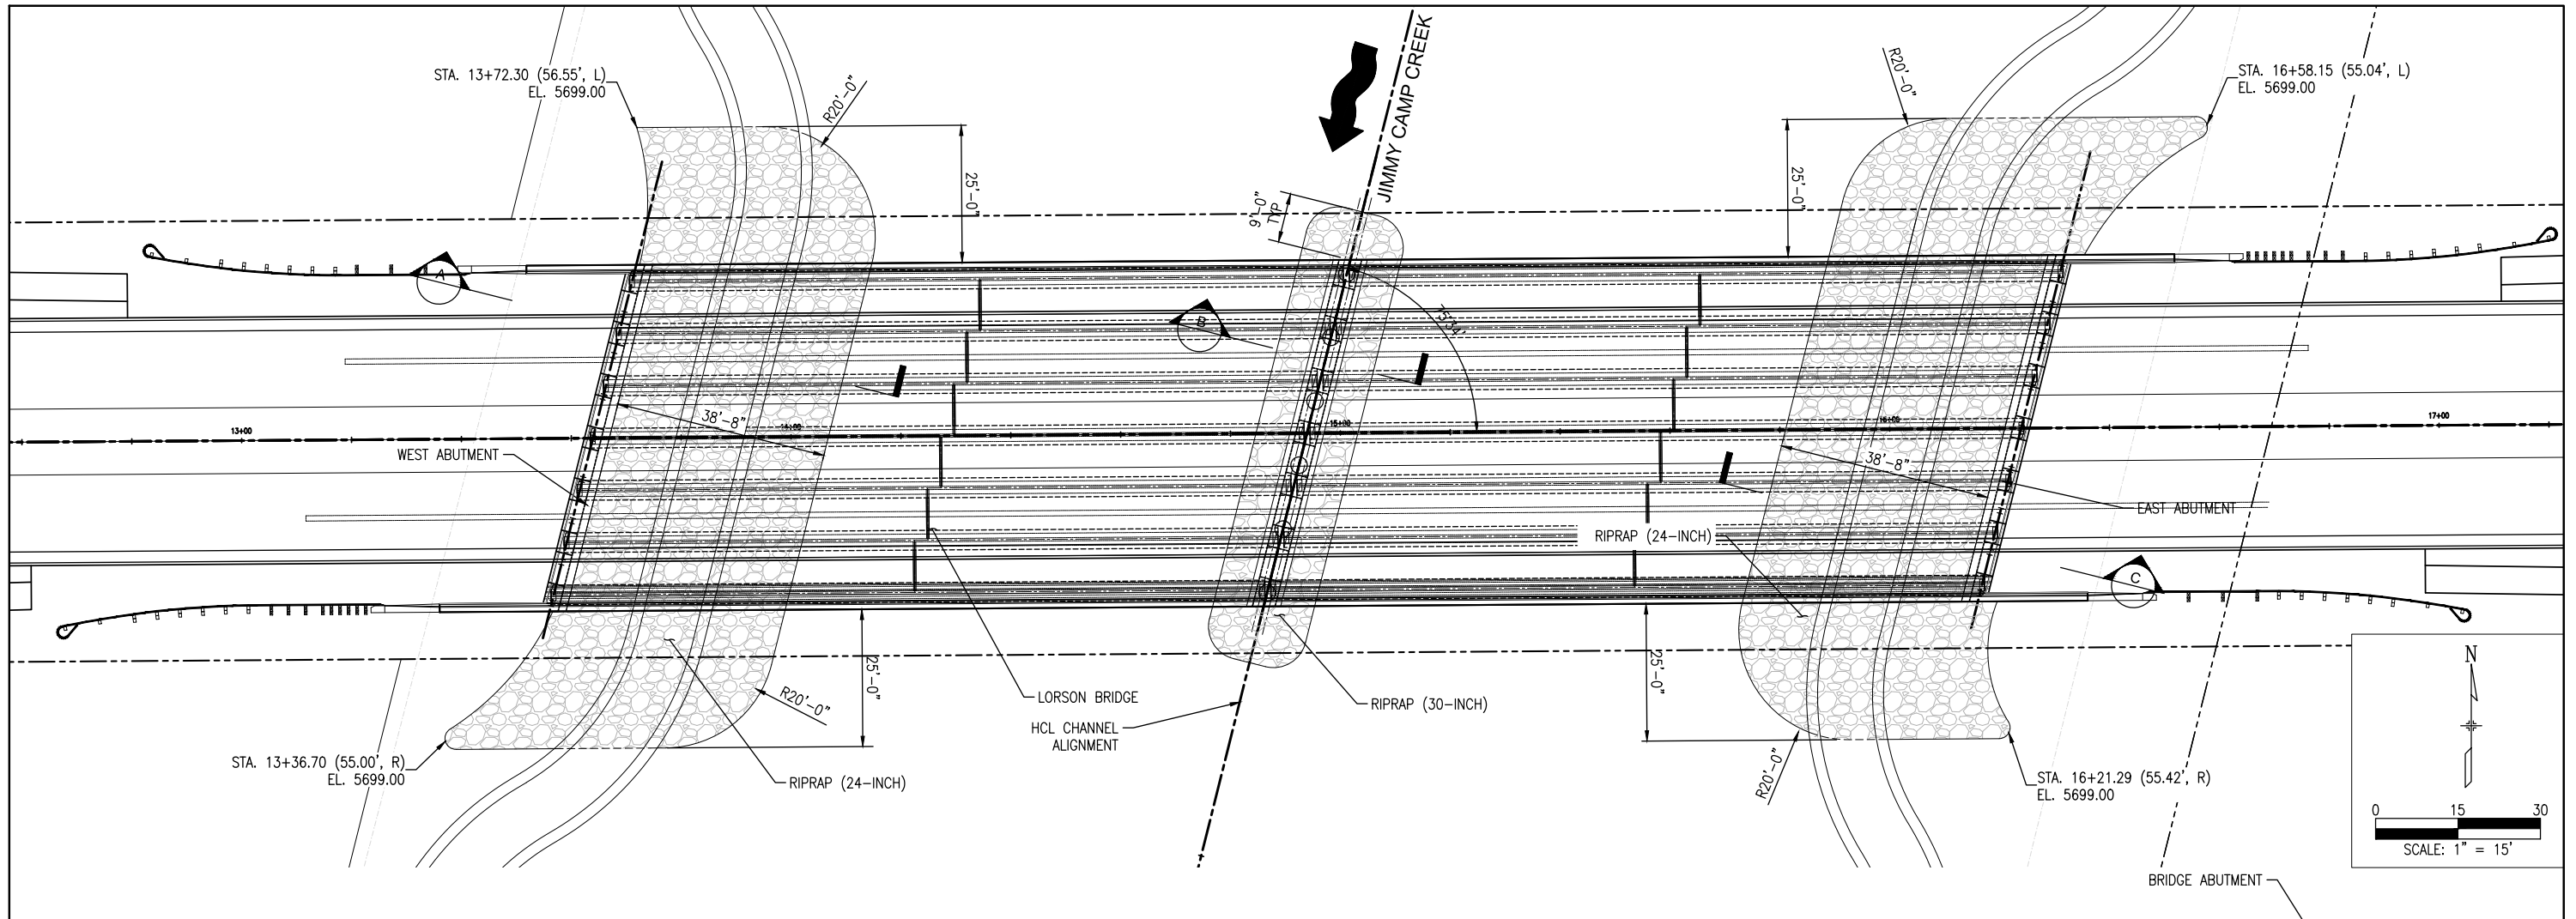 STA. 13+72.30 (56.55', L)
EL. 5699.00
R20'-0"
25'-0"
JIMMY CAMP CREEK
9'-0"
TYP
R20'-0"
25'-0"
STA. 16+58.15 (55.04', L)
EL. 5699.00
A
B
75°34'
38'-8"
13+00
14+00
15+00
16+00
17+00
WEST ABUTMENT
38'-8"
EAST ABUTMENT
RIPRAP (24-INCH)
C
25'-0"
R20'-0"
LORSON BRIDGE
HCL CHANNEL
ALIGNMENT
RIPRAP (30-INCH)
25'-0"
R20'-0"
STA. 13+36.70 (55.00', R)
EL. 5699.00
RIPRAP (24-INCH)
STA. 16+21.29 (55.42', R)
EL. 5699.00
N
0 15 30
SCALE: 1" = 15'
BRIDGE ABUTMENT